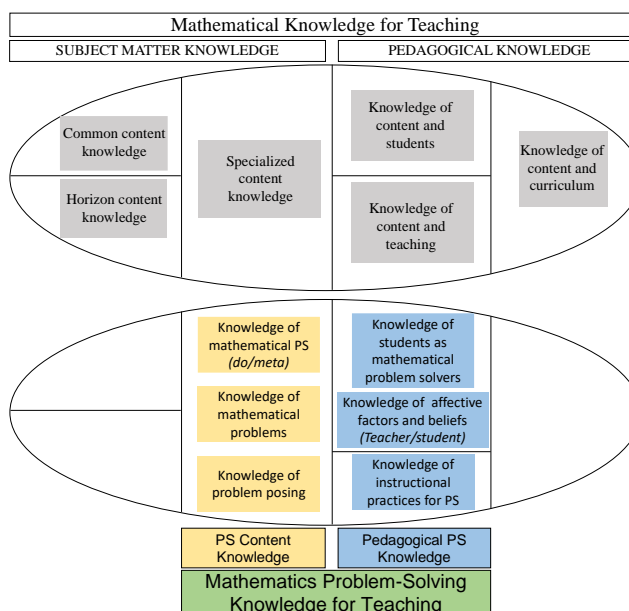 Mathematical Knowledge for Teaching
SUBJECT MATTER KNOWLEDGE
PEDAGOGICAL KNOWLEDGE
Common content
knowledge
Horizon content
knowledge
Specialized
content
knowledge
Knowledge of
content and
students
Knowledge of
content and
teaching
Knowledge of
content and
curriculum
Knowledge of
mathematical PS
(do/meta)
Knowledge of
mathematical
problems
Knowledge of
problem posing
Knowledge of
students as
mathematical
problem solvers
Knowledge of affective
factors and beliefs
(Teacher/student)
Knowledge of
instructional
practices for PS
PS Content
Knowledge
Pedagogical PS
Knowledge
Mathematics Problem-Solving
Knowledge for Teaching